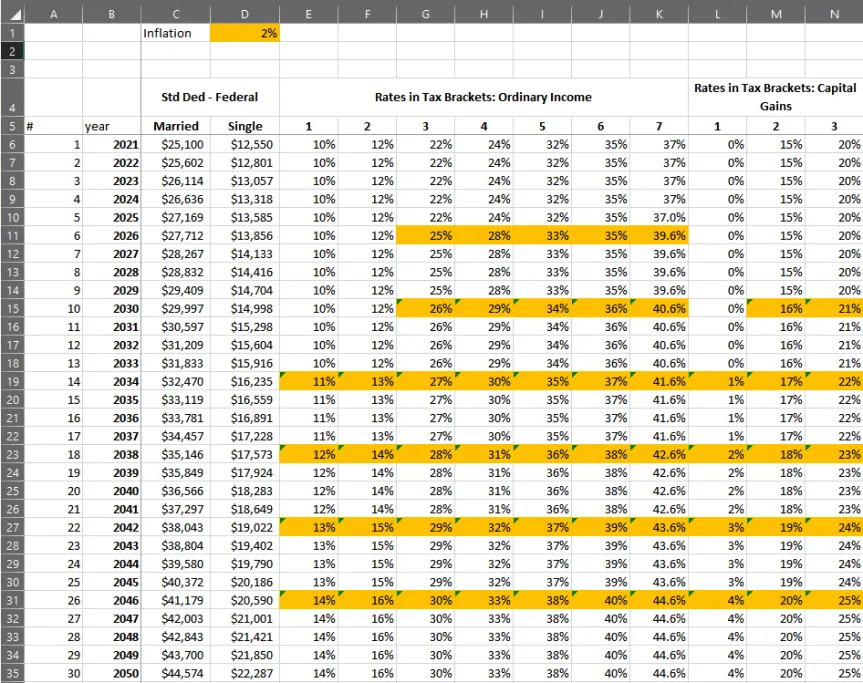 A B C D E F G H I J K L M N
1 Inflation 2%
2
3
4 Std Ded - Federal Rates in Tax Brackets: Ordinary Income Rates in Tax Brackets: Capital Gains
5 # year Married Single 1 2 3 4 5 6 7 1 2 3
6 1 2021 $25,100 $12,550 10% 12% 22% 24% 32% 35% 37% 0% 15% 20%
7 2 2022 $25,602 $12,801 10% 12% 22% 24% 32% 35% 37% 0% 15% 20%
8 3 2023 $26,114 $13,057 10% 12% 22% 24% 32% 35% 37% 0% 15% 20%
9 4 2024 $26,636 $13,318 10% 12% 22% 24% 32% 35% 37% 0% 15% 20%
10 5 2025 $27,169 $13,585 10% 12% 22% 24% 32% 35% 37.0% 0% 15% 20%
11 6 2026 $27,712 $13,856 10% 12% 25% 28% 33% 35% 39.6% 0% 15% 20%
12 7 2027 $28,267 $14,133 10% 12% 25% 28% 33% 35% 39.6% 0% 15% 20%
13 8 2028 $28,832 $14,416 10% 12% 25% 28% 33% 35% 39.6% 0% 15% 20%
14 9 2029 $29,409 $14,704 10% 12% 25% 28% 33% 35% 39.6% 0% 15% 20%
15 10 2030 $29,997 $14,998 10% 12% 26% 29% 34% 36% 40.6% 0% 16% 21%
16 11 2031 $30,597 $15,298 10% 12% 26% 29% 34% 36% 40.6% 0% 16% 21%
17 12 2032 $31,209 $15,604 10% 12% 26% 29% 34% 36% 40.6% 0% 16% 21%
18 13 2033 $31,833 $15,916 10% 12% 26% 29% 34% 36% 40.6% 0% 16% 21%
19 14 2034 $32,470 $16,235 11% 13% 27% 30% 35% 37% 41.6% 1% 17% 22%
20 15 2035 $33,119 $16,559 11% 13% 27% 30% 35% 37% 41.6% 1% 17% 22%
21 16 2036 $33,781 $16,891 11% 13% 27% 30% 35% 37% 41.6% 1% 17% 22%
22 17 2037 $34,457 $17,228 11% 13% 27% 30% 35% 37% 41.6% 1% 17% 22%
23 18 2038 $35,146 $17,573 12% 14% 28% 31% 36% 38% 42.6% 2% 18% 23%
24 19 2039 $35,849 $17,924 12% 14% 28% 31% 36% 38% 42.6% 2% 18% 23%
25 20 2040 $36,566 $18,283 12% 14% 28% 31% 36% 38% 42.6% 2% 18% 23%
26 21 2041 $37,297 $18,649 12% 14% 28% 31% 36% 38% 42.6% 2% 18% 23%
27 22 2042 $38,043 $19,022 13% 15% 29% 32% 37% 39% 43.6% 3% 19% 24%
28 23 2043 $38,804 $19,402 13% 15% 29% 32% 37% 39% 43.6% 3% 19% 24%
29 24 2044 $39,580 $19,790 13% 15% 29% 32% 37% 39% 43.6% 3% 19% 24%
30 25 2045 $40,372 $20,186 13% 15% 29% 32% 37% 39% 43.6% 3% 19% 24%
31 26 2046 $41,179 $20,590 14% 16% 30% 33% 38% 40% 44.6% 4% 20% 25%
32 27 2047 $42,003 $21,001 14% 16% 30% 33% 38% 40% 44.6% 4% 20% 25%
33 28 2048 $42,843 $21,421 14% 16% 30% 33% 38% 40% 44.6% 4% 20% 25%
34 29 2049 $43,700 $21,850 14% 16% 30% 33% 38% 40% 44.6% 4% 20% 25%
35 30 2050 $44,574 $22,287 14% 16% 30% 33% 38% 40% 44.6% 4% 20% 25%